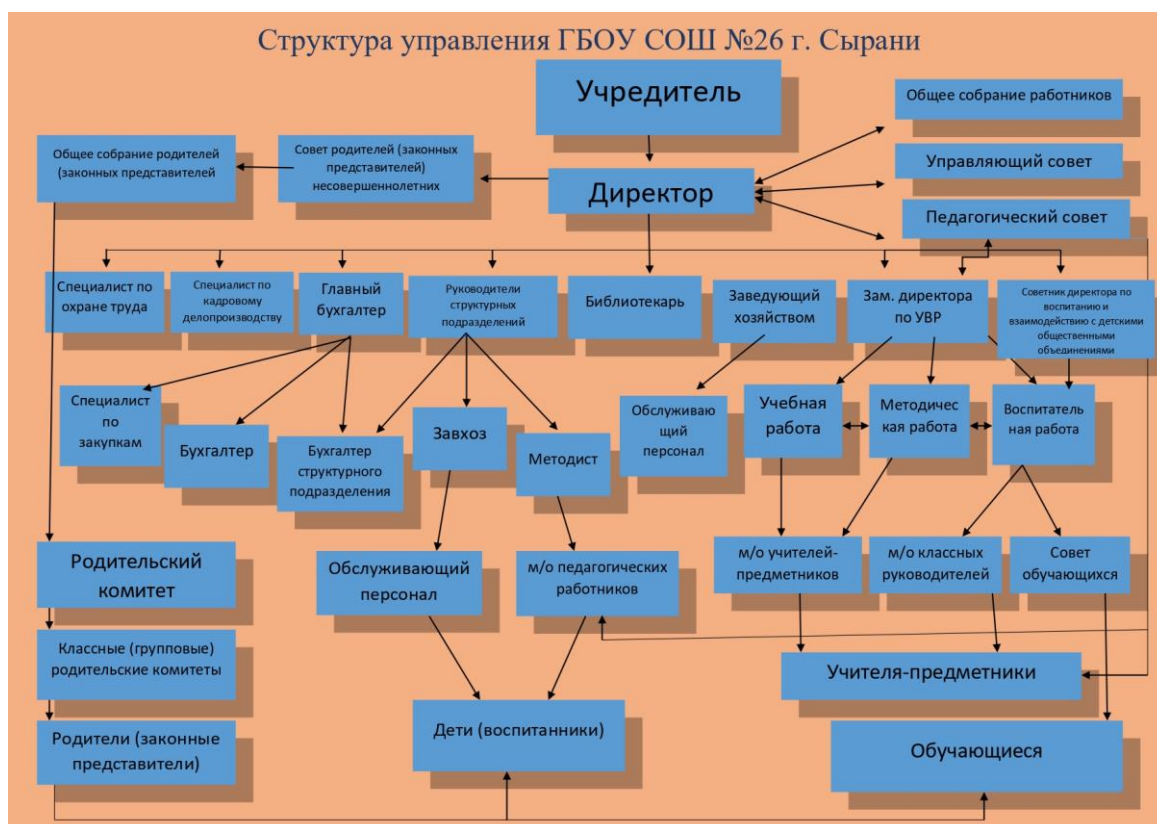 Структура управления ГБОУ СОШ №26 г. Сырани
Учредитель
Общее собрание работников
Общее собрание родителей
(законных представителей
Совет родителей (законных
представителей)
несовершеннолетних
Управляющий совет
Директор
Педагогический совет
Специалист по
охране труда
Специалист по
кадровому
делопроизводству
Главный
бухгалтер
Руководители
структурных
подразделений
Библиотекарь
Заведующий
хозяйством
Зам. директора
по УВР
Советник директора по
воспитанию и
взаимодействию с детскими
общественными
объединениями
Специалист
по
закупкам
Бухгалтер
Бухгалтер
структурного
подразделения
Завхоз
Методист
Обслуживаю
щий
персонал
Учебная
работа
Методичес
кая работа
Воспитатель
ная работа
Родительский
комитет
Обслуживающий
персонал
м/о педагогических
работников
м/о учителей-
предметников
м/о классных
руководителей
Совет
обучающихся
Классные (групповые)
родительские комитеты
Учителя-предметники
Родители (законные
представители)
Дети (воспитанники)
Обучающиеся